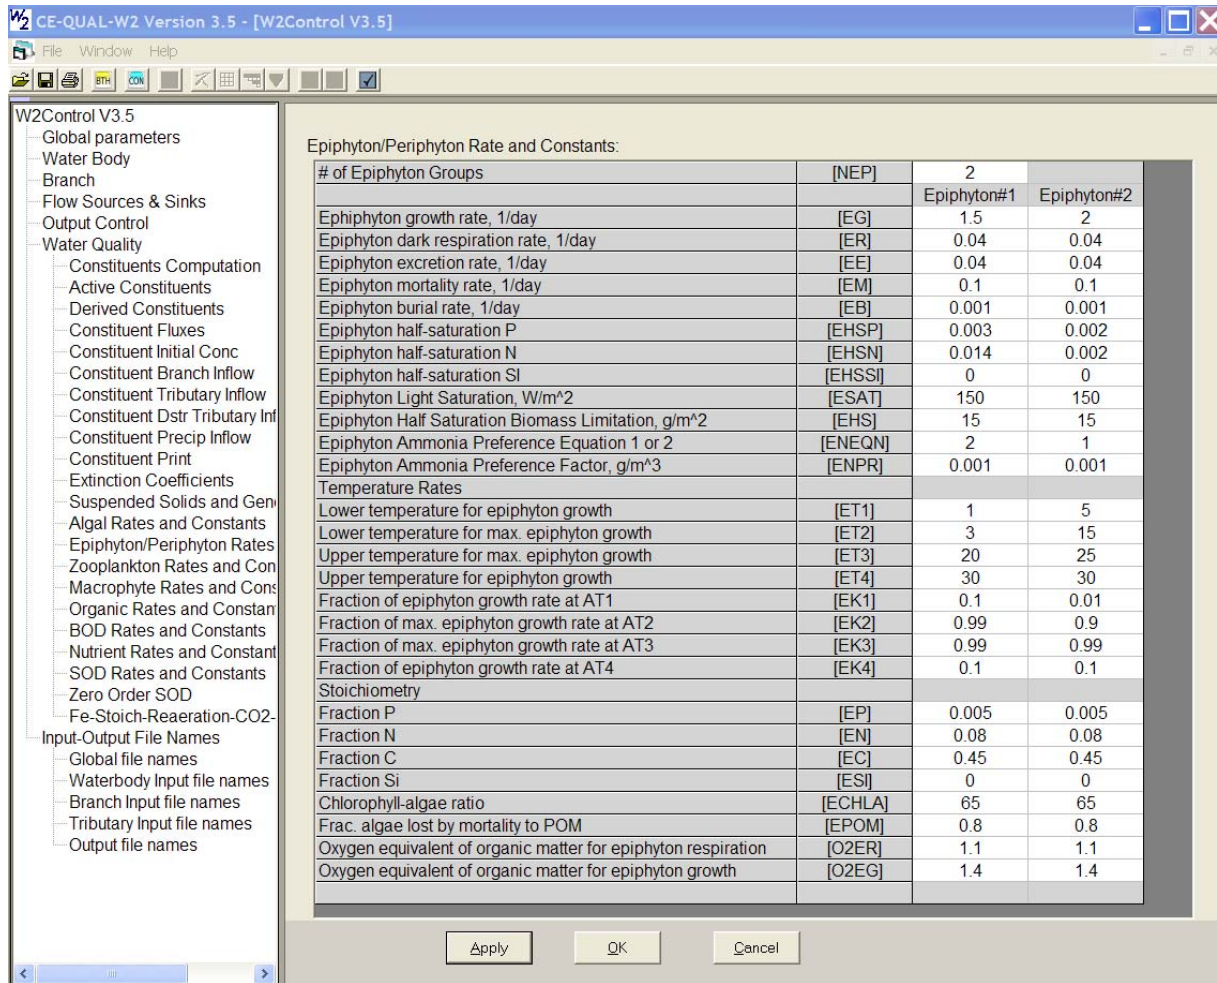 CE-QUAL-W2 Version 3.5 - [W2Control V3.5]
File Window Help
BTH CON
W2Control V3.5
Global parameters
Water Body
Branch
Flow Sources & Sinks
Output Control
Water Quality
Constituents Computation
Active Constituents
Derived Constituents
Constituent Fluxes
Constituent Initial Conc
Constituent Branch Inflow
Constituent Tributary Inflow
Constituent Dstr Tributary Inf
Constituent Precip Inflow
Constituent Print
Extinction Coefficients
Suspended Solids and Gen
Algal Rates and Constants
Epiphyton/Periphyton Rates
Zooplankton Rates and Con
Macrophyte Rates and Cons
Organic Rates and Constan
BOD Rates and Constants
Nutrient Rates and Constant
SOD Rates and Constants
Zero Order SOD
Fe-Stoich-Reaeration-CO2-
Input-Output File Names
Global file names
Waterbody Input file names
Branch Input file names
Tributary Input file names
Output file names
Epiphyton/Periphyton Rate and Constants:
# of Epiphyton Groups [NEP] 2
Epiphyton#1 Epiphyton#2
Ephiphyton growth rate, 1/day [EG] 1.5 2
Epiphyton dark respiration rate, 1/day [ER] 0.04 0.04
Epiphyton excretion rate, 1/day [EE] 0.04 0.04
Epiphyton mortality rate, 1/day [EM] 0.1 0.1
Epiphyton burial rate, 1/day [EB] 0.001 0.001
Epiphyton half-saturation P [EHSP] 0.003 0.002
Epiphyton half-saturation N [EHSN] 0.014 0.002
Epiphyton half-saturation SI [EHSSI] 0 0
Epiphyton Light Saturation, W/m^2 [ESAT] 150 150
Epiphyton Half Saturation Biomass Limitation, g/m^2 [EHS] 15 15
Epiphyton Ammonia Preference Equation 1 or 2 [ENEQN] 2 1
Epiphyton Ammonia Preference Factor, g/m^3 [ENPR] 0.001 0.001
Temperature Rates
Lower temperature for epiphyton growth [ET1] 1 5
Lower temperature for max. epiphyton growth [ET2] 3 15
Upper temperature for max. epiphyton growth [ET3] 20 25
Upper temperature for epiphyton growth [ET4] 30 30
Fraction of epiphyton growth rate at AT1 [EK1] 0.1 0.01
Fraction of max. epiphyton growth rate at AT2 [EK2] 0.99 0.9
Fraction of max. epiphyton growth rate at AT3 [EK3] 0.99 0.99
Fraction of epiphyton growth rate at AT4 [EK4] 0.1 0.1
Stoichiometry
Fraction P [EP] 0.005 0.005
Fraction N [EN] 0.08 0.08
Fraction C [EC] 0.45 0.45
Fraction Si [ESI] 0 0
Chlorophyll-algae ratio [ECHLA] 65 65
Frac. algae lost by mortality to POM [EPOM] 0.8 0.8
Oxygen equivalent of organic matter for epiphyton respiration [O2ER] 1.1 1.1
Oxygen equivalent of organic matter for epiphyton growth [O2EG] 1.4 1.4
Apply OK Cancel